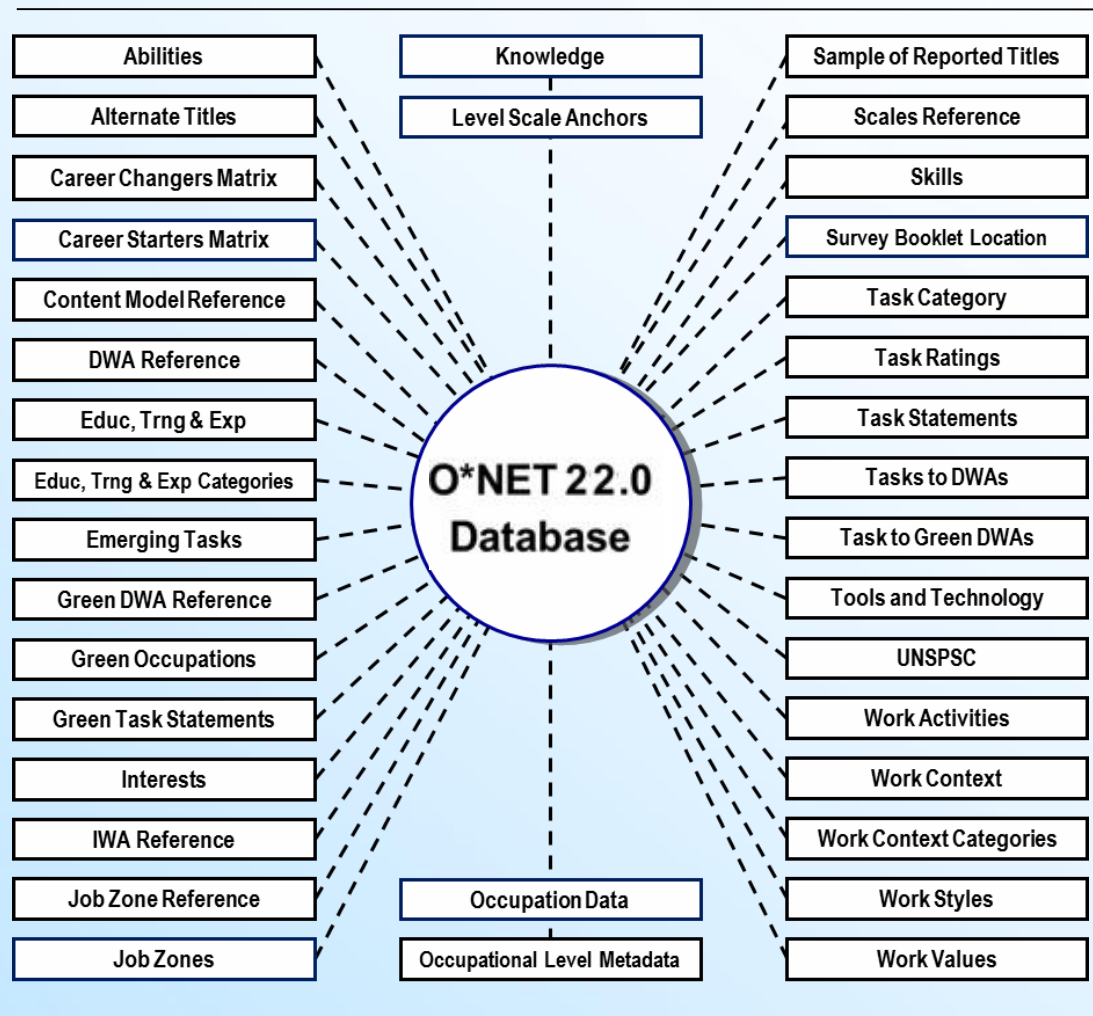 Abilities
Alternate Titles
Career Changers Matrix
Career Starters Matrix
Content Model Reference
DWA Reference
Educ, Trng & Exp
Educ, Trng & Exp Categories
Emerging Tasks
Green DWA Reference
Green Occupations
Green Task Statements
Interests
IWA Reference
Job Zone Reference
Job Zones
Knowledge
Level Scale Anchors
O*NET 22.0
Database
Occupation Data
Occupational Level Metadata
Sample of Reported Titles
Scales Reference
Skills
Survey Booklet Location
Task Category
Task Ratings
Task Statements
Tasks to DWAs
Task to Green DWAs
Tools and Technology
UNSPSC
Work Activities
Work Context
Work Context Categories
Work Styles
Work Values